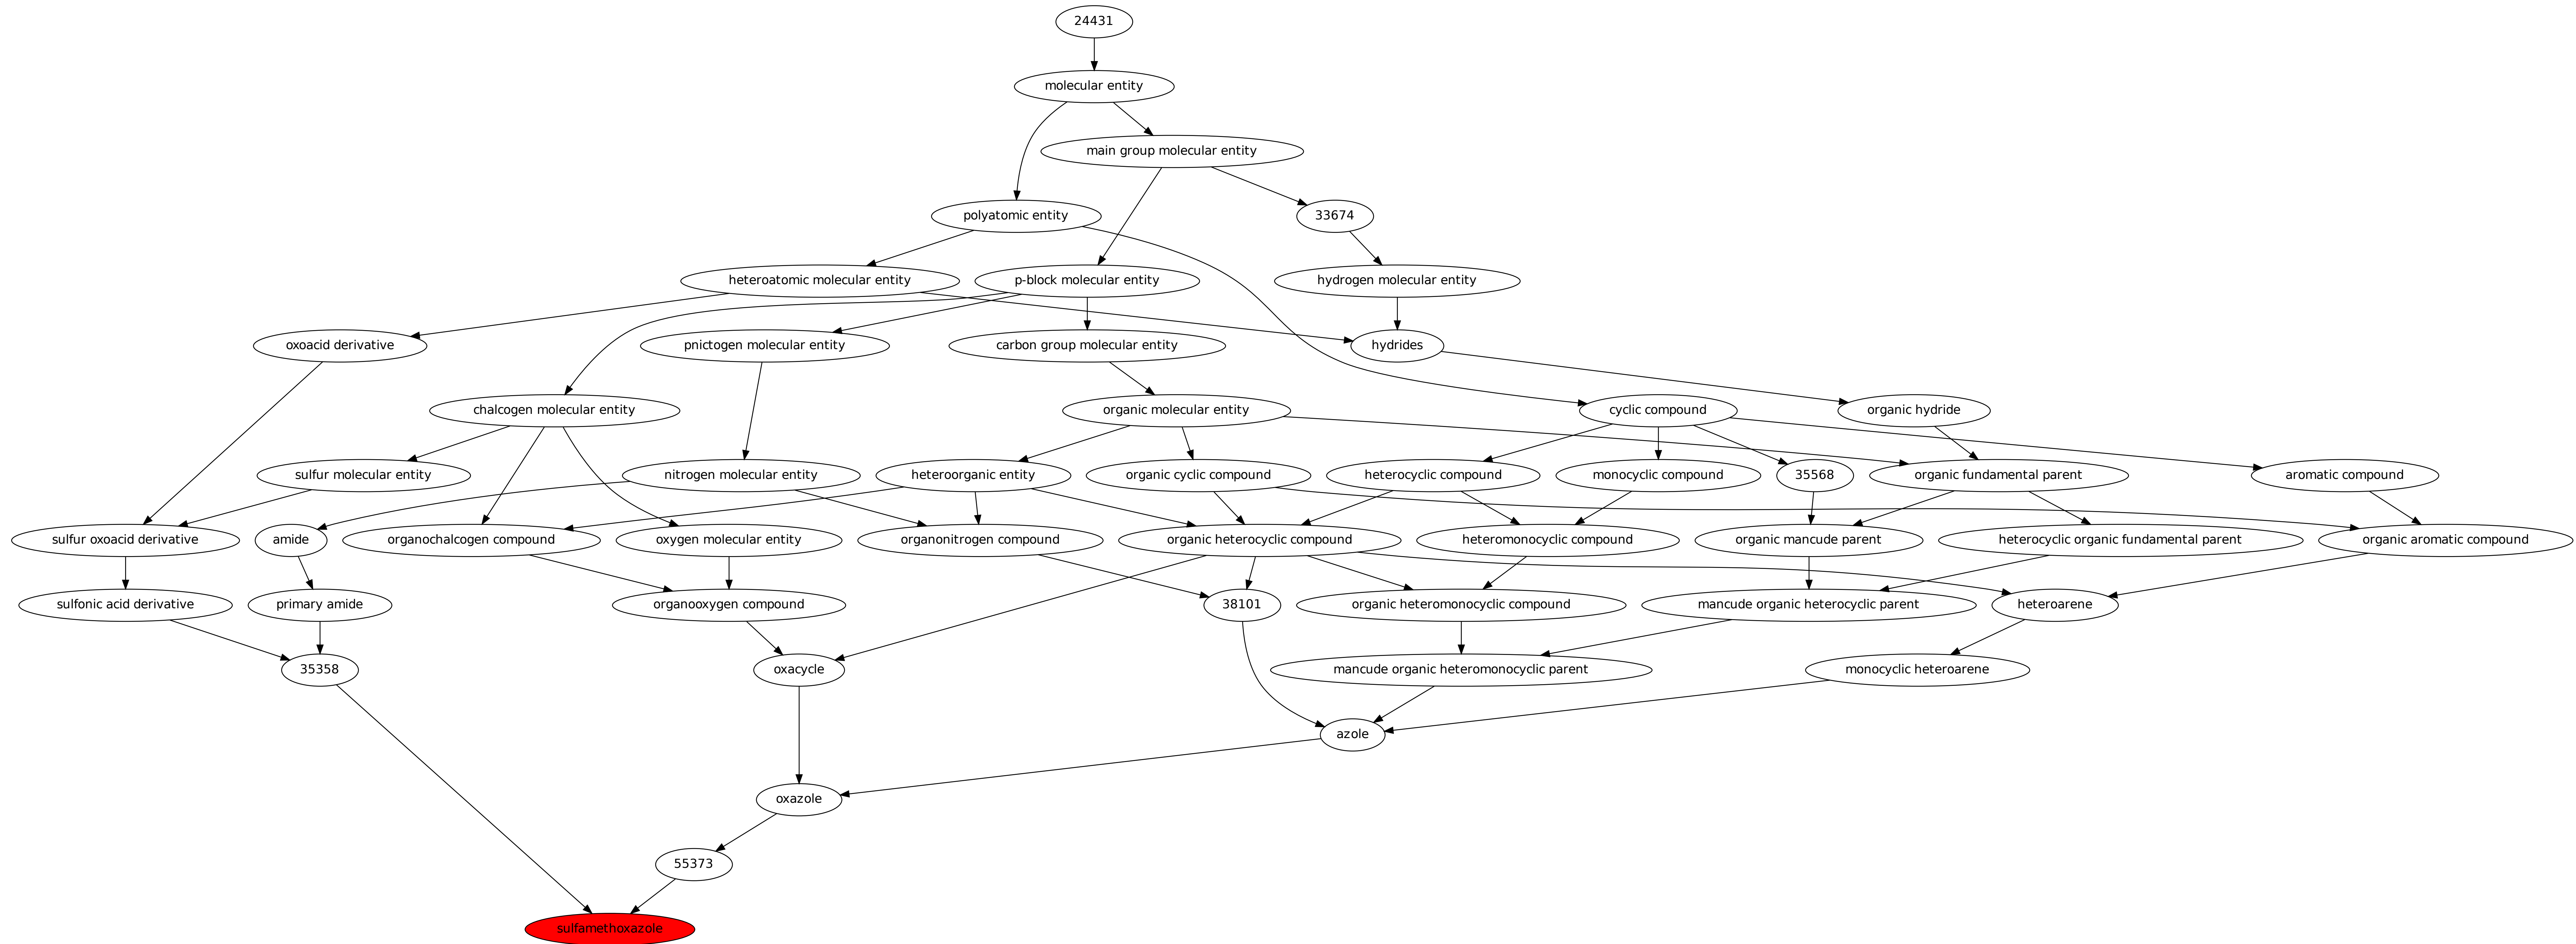 24431
molecular entity
main group molecular entity
polyatomic entity
33674
heteroatomic molecular entity
p-block molecular entity
hydrogen molecular entity
oxoacid derivative
pnictogen molecular entity
carbon group molecular entity
hydrides
chalcogen molecular entity
organic molecular entity
cyclic compound
organic hydride
sulfur molecular entity
nitrogen molecular entity
heteroorganic entity
organic cyclic compound
heterocyclic compound
monocyclic compound
35568
organic fundamental parent
aromatic compound
sulfur oxoacid derivative
amide
organochalcogen compound
oxygen molecular entity
organonitrogen compound
organic heterocyclic compound
heteromonocyclic compound
organic mancude parent
heterocyclic organic fundamental parent
organic aromatic compound
sulfonic acid derivative
primary amide
organooxygen compound
38101
organic heteromonocyclic compound
mancude organic heterocyclic parent
heteroarene
35358
oxacycle
mancude organic heteromonocyclic parent
monocyclic heteroarene
azole
oxazole
55373
sulfamethoxazole